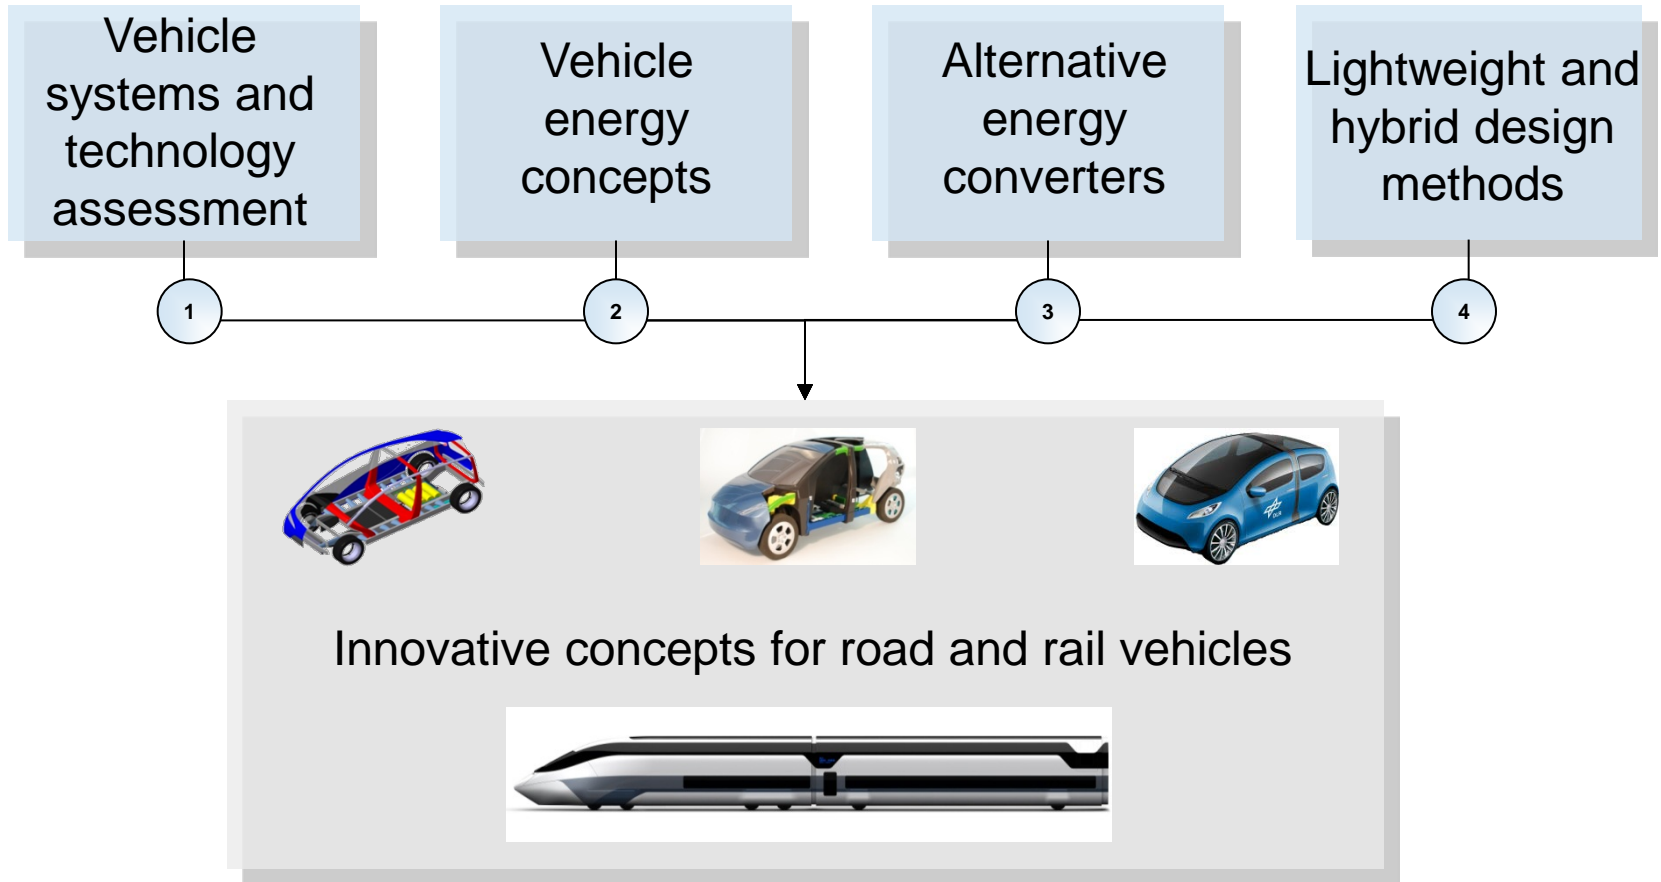 Vehicle
systems and
technology
assessment
Vehicle
energy
concepts
Alternative
energy
converters
Lightweight and
hybrid design
methods
1
2
3
4
DLR
Innovative concepts for road and rail vehicles